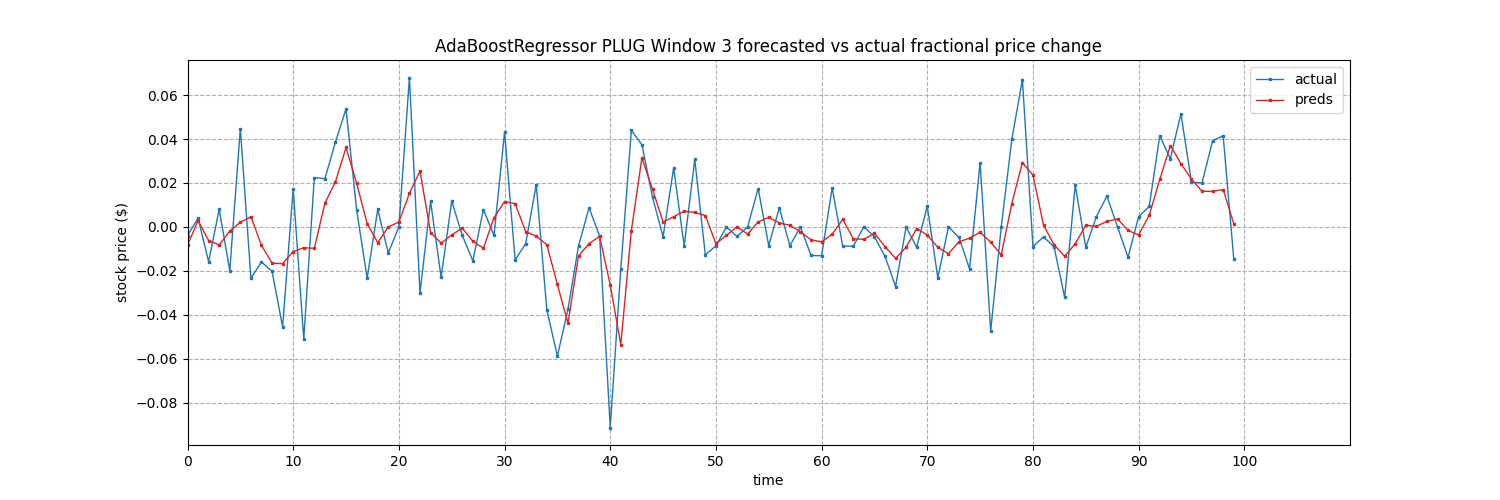 AdaBoostRegressor PLUG Window 3 forecasted vs actual fractional price change
actual
preds
stock price ($)
0.06
0.04
0.02
0.00
−0.02
−0.04
−0.06
−0.08
0 10 20 30 40 50 60 70 80 90 100
time